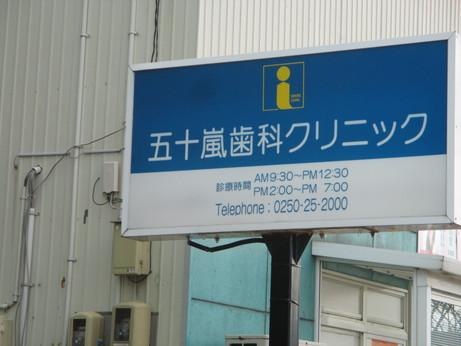 五十嵐歯科クリニック
診療時間 AM9:30〜PM12:30
PM2:00〜PM 7:00
Telephone : 0250-25-2000